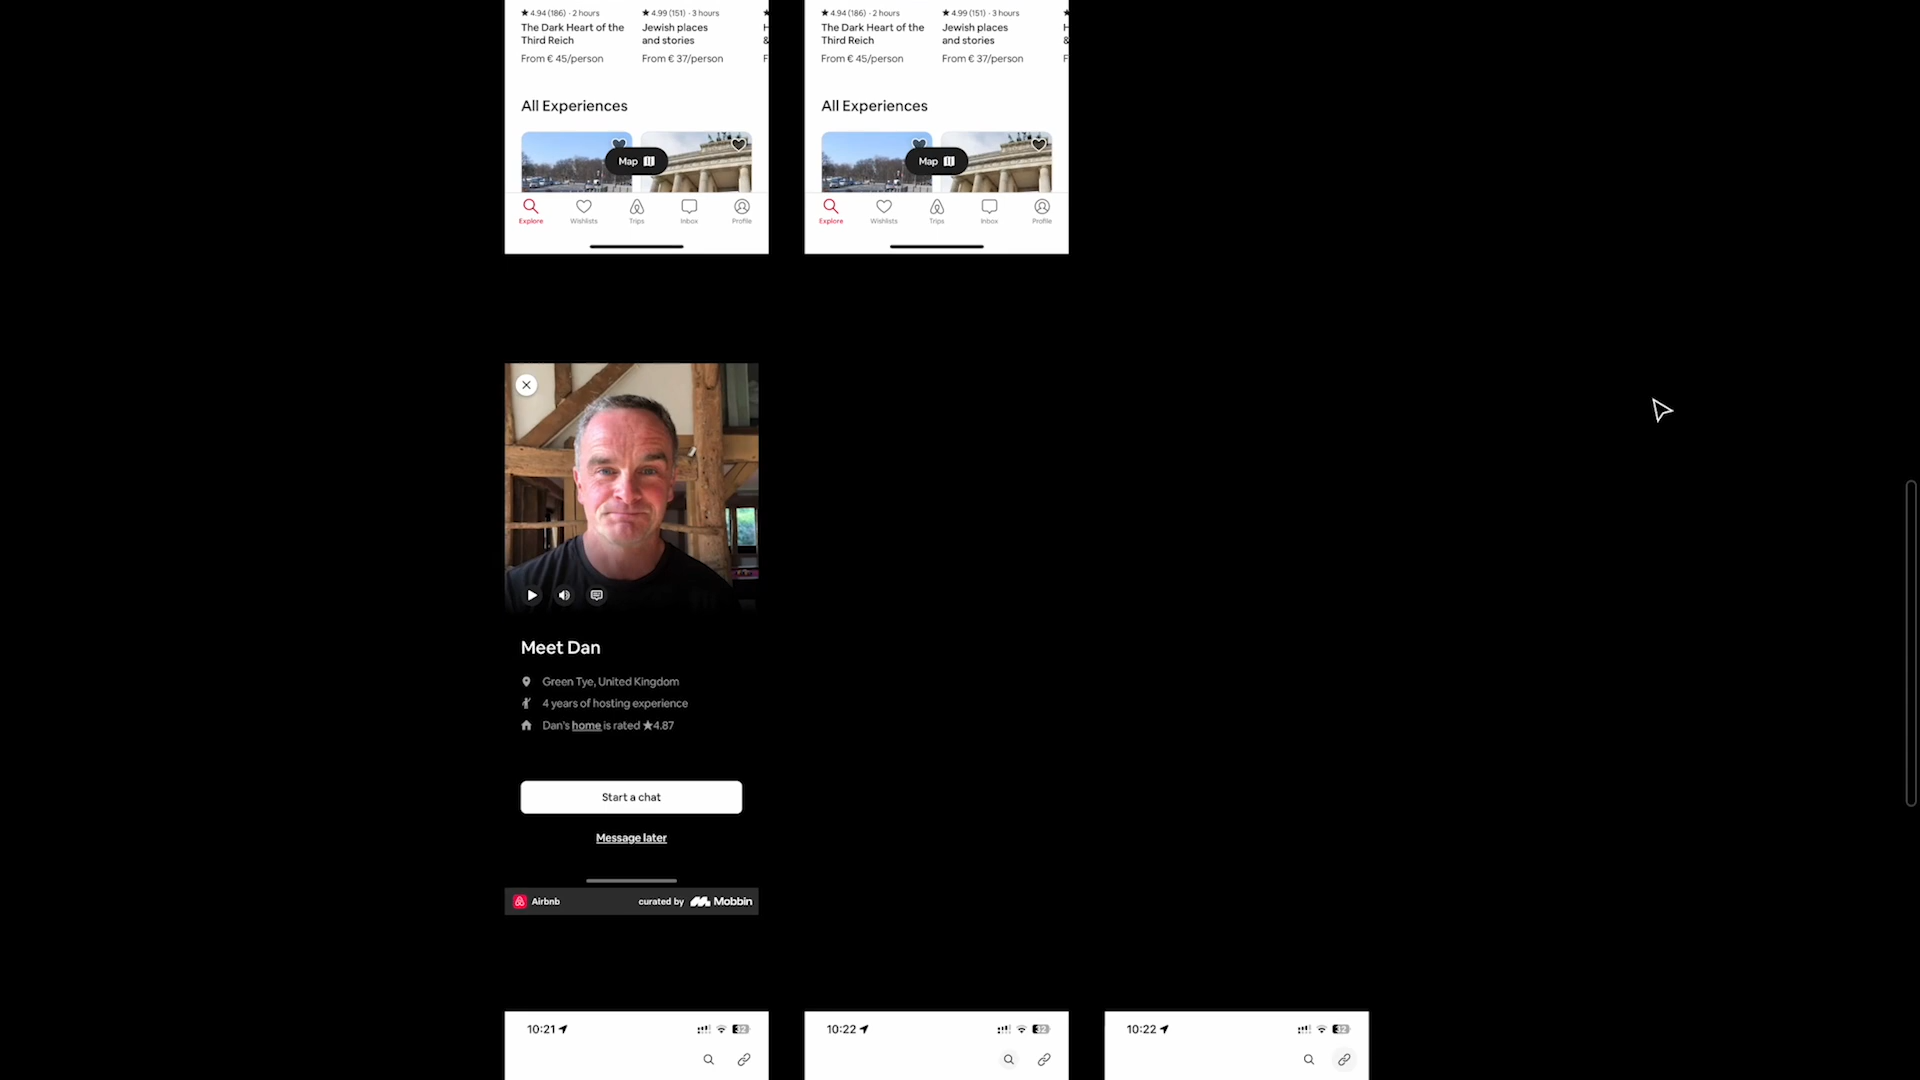 ★ 4.94 (186) · 2 hours
The Dark Heart of the
Third Reich
From € 45/person
★ 4.99 (151) · 3 hours
Jewish places
and stories
From € 37/person
★
H
&
F
All Experiences
Map
Explore
Wishlists
Trips
Inbox
Profile
★ 4.94 (186) · 2 hours
The Dark Heart of the
Third Reich
From € 45/person
★ 4.99 (151) · 3 hours
Jewish places
and stories
From € 37/person
★
H
&
F
All Experiences
Map
Explore
Wishlists
Trips
Inbox
Profile
Meet Dan
Green Tye, United Kingdom
4 years of hosting experience
Dan's home is rated ★4.87
Start a chat
Message later
Airbnb
curated by Mobbin
10:21
32
10:22
32
10:22
32